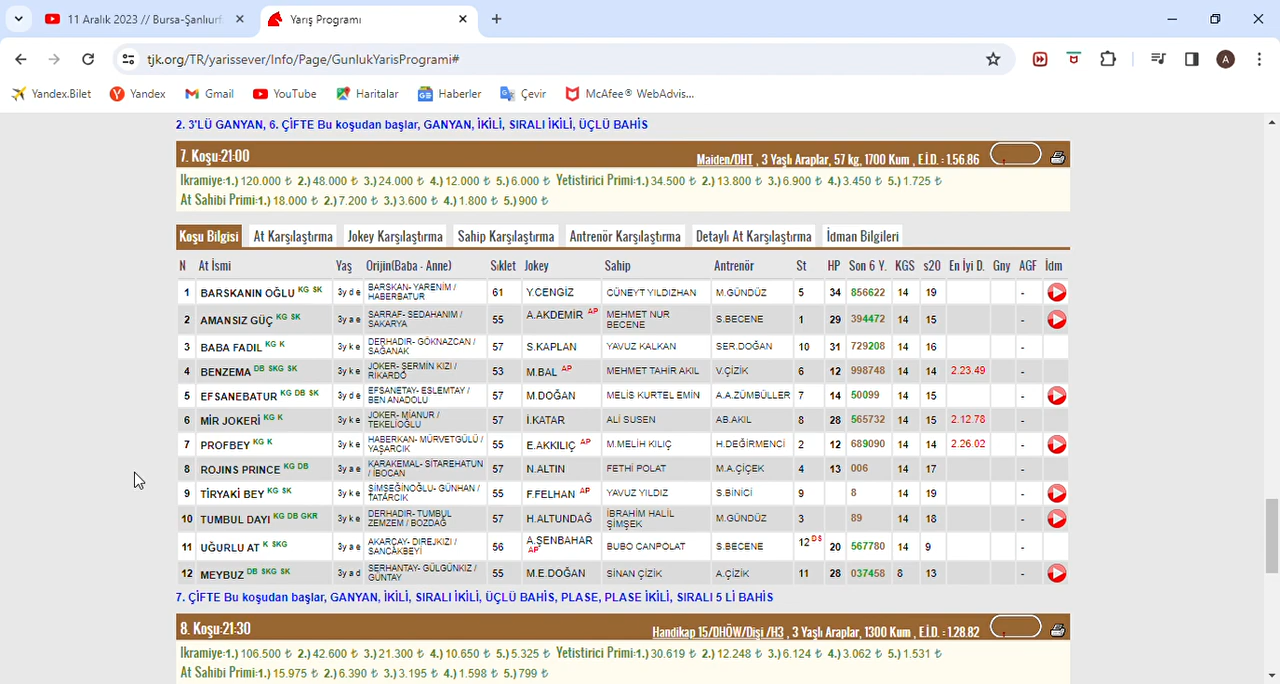 11 Aralık 2023 // Bursa-Şanlıurf
Yarış Programı
tjk.org/TR/yarissever/Info/Page/GunlukYarisProgrami#
A
Yandex.Bilet Yandex Gmail YouTube Haritalar Haberler Çevir McAfee® WebAdvis...
2. 3'LÜ GANYAN, 6. ÇİFTE Bu koşudan başlar, GANYAN, İKİLİ, SIRALI İKİLİ, ÜÇLÜ BAHİS
7. Koşu:21:00 Maiden/DHT , 3 Yaşlı Araplar, 57 kg, 1700 Kum , E.İ.D. : 1.56.86
İkramiye:1.) 120.000 ₺ 2.) 48.000 ₺ 3.) 24.000 ₺ 4.) 12.000 ₺ 5.) 6.000 ₺ Yetistirici Primi:1.) 34.500 ₺ 2.) 13.800 ₺ 3.) 6.900 ₺ 4.) 3.450 ₺ 5.) 1.725 ₺
At Sahibi Primi:1.) 18.000 ₺ 2.) 7.200 ₺ 3.) 3.600 ₺ 4.) 1.800 ₺ 5.) 900 ₺
Koşu Bilgisi At Karşılaştırma Jokey Karşılaştırma Sahip Karşılaştırma Antrenör Karşılaştırma Detaylı At Karşılaştırma İdman Bilgileri
N At İsmi Yaş Orijin(Baba - Anne) Sıklet Jokey Sahip Antrenör St HP Son 6 Y. KGS s20 En İyi D. Gny AGF İdm
1 BARSKANIN OĞLU KG SK 3y d e BARSKAN- YARENİM / HABERBATUR 61 Y.CENGİZ CÜNEYT YILDIZHAN M.GÜNDÜZ 5 34 856622 14 19 -
2 AMANSIZ GÜÇ KG SK 3y a e SARRAF- SEDAHANIM / SAKARYA 55 A.AKDEMİR AP MEHMET NUR BECENE S.BECENE 1 29 394472 14 15 -
3 BABA FADIL KG K 3y k e DERHADIR- GÖKNAZCAN / SAĞANAK 57 S.KAPLAN YAVUZ KALKAN SER.DOĞAN 10 31 729208 14 16 -
4 BENZEMA DB SKG SK 3y k e JOKER- ŞERMİN KIZI / RİKARDO 53 M.BAL AP MEHMET TAHİR AKIL V.ÇİZİK 6 12 998748 14 14 2.23.49 -
5 EFSANEBATUR KG DB SK 3y d e EFSANETAY- ESLEMTAY / BEN ANADOLU 57 M.DOĞAN MELİS KURTEL EMİN A.A.ZÜMBÜLLER 7 14 50099 14 15 -
6 MİR JOKERİ KG K 3y k e JOKER- MİANUR / TEKELİOĞLU 57 İ.KATAR ALİ SUSEN AB.AKIL 8 28 565732 14 15 2.12.78 -
7 PROFBEY KG K 3y k e HABERKAN- MÜRVETGÜLÜ / YAŞARCIK 55 E.AKKILIÇ AP M.MELİH KILIÇ H.DEĞİRMENCİ 2 12 689090 14 14 2.26.02 -
8 ROJINS PRINCE KG DB 3y a e KARAKEMAL- SİTAREHATUN / İBOCAN 57 N.ALTIN FETHİ POLAT M.A.ÇİÇEK 4 13 006 14 17 -
9 TİRYAKİ BEY KG SK 3y k e ŞİMŞEĞİNOĞLU- GÜNHAN / TATARCIK 55 F.FELHAN AP YAVUZ YILDIZ S.BİNİCİ 9 8 14 19 -
10 TUMBUL DAYI KG DB GKR 3y k e DERHADIR- TUMBUL ZEMZEM / BOZDAĞ 57 H.ALTUNDAĞ İBRAHİM HALİL ŞİMŞEK M.GÜNDÜZ 3 89 14 18 -
11 UĞURLU AT K SKG 3y a e AKARÇAY- DIREJKIZI / SANCAKBEYİ 56 A.ŞENBAHAR AP BUBO CANPOLAT S.BECENE 12 DS 20 567780 14 9 -
12 MEYBUZ DB SKG SK 3y a d SERHANTAY- GÜLGÜNKIZ / GÜNTAY 55 M.E.DOĞAN SİNAN ÇİZİK A.ÇİZİK 11 28 037458 8 13 -
7. ÇİFTE Bu koşudan başlar, GANYAN, İKİLİ, SIRALI İKİLİ, ÜÇLÜ BAHİS, PLASE, PLASE İKİLİ, SIRALI 5 Lİ BAHİS
8. Koşu:21:30 Handikap 15/DHÖW/Dişi /H3 , 3 Yaşlı Araplar, 1300 Kum , E.İ.D. : 1.28.82
İkramiye:1.) 106.500 ₺ 2.) 42.600 ₺ 3.) 21.300 ₺ 4.) 10.650 ₺ 5.) 5.325 ₺ Yetistirici Primi:1.) 30.619 ₺ 2.) 12.248 ₺ 3.) 6.124 ₺ 4.) 3.062 ₺ 5.) 1.531 ₺
At Sahibi Primi:1.) 15.975 ₺ 2.) 6.390 ₺ 3.) 3.195 ₺ 4.) 1.598 ₺ 5.) 799 ₺